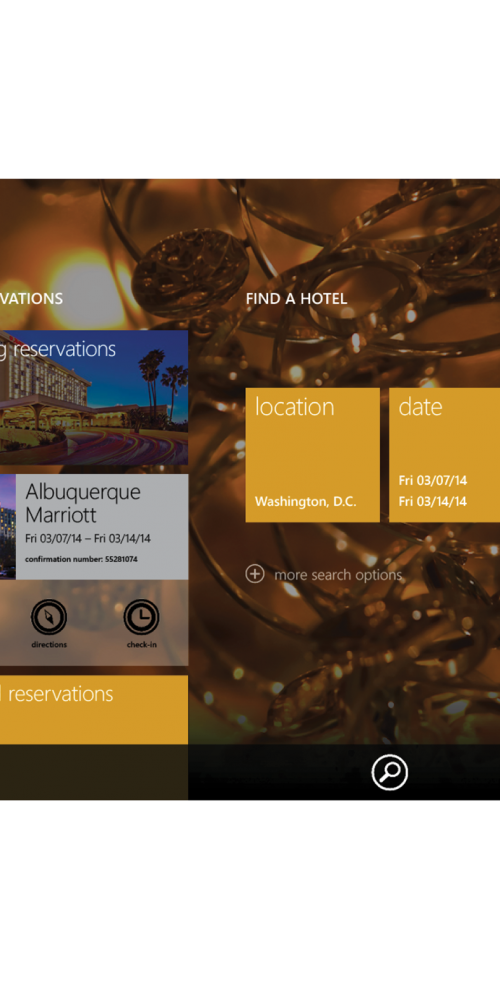 VATIONS
g reservations
Albuquerque
Marriott
Fri 03/07/14 – Fri 03/14/14
confirmation number: 55281074
directions
check-in
l reservations
FIND A HOTEL
location
Washington, D.C.
date
Fri 03/07/14
Fri 03/14/14
more search options